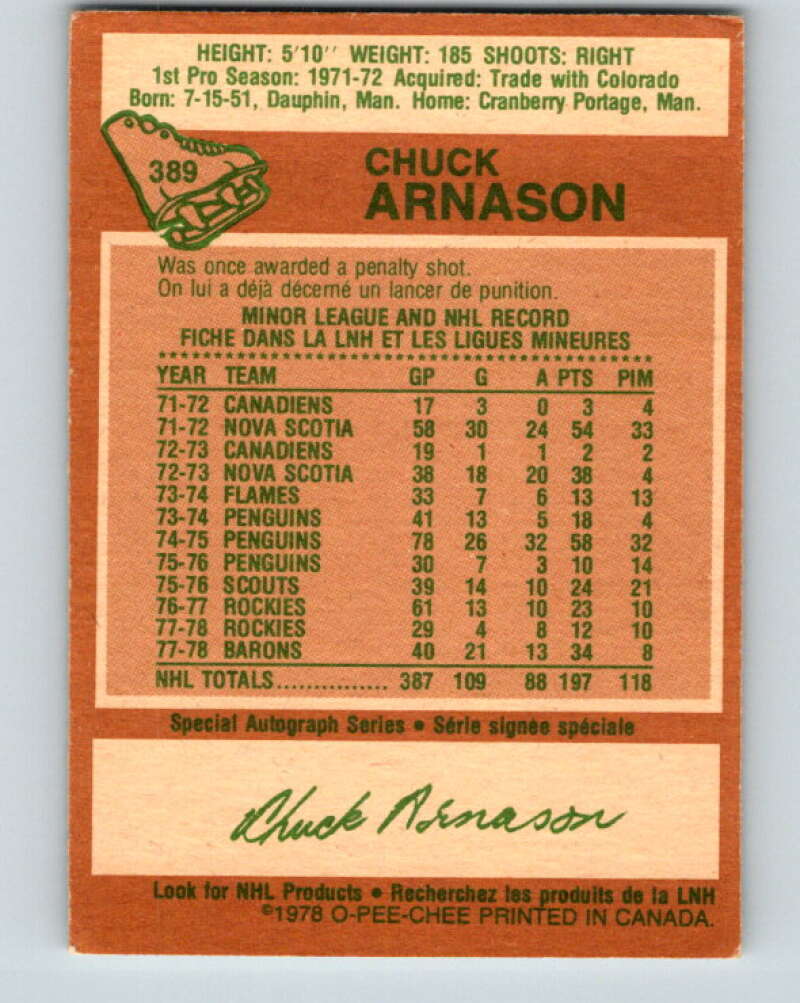 HEIGHT: 5'10" WEIGHT: 185 SHOOTS: RIGHT
1st Pro Season: 1971-72 Acquired: Trade with Colorado
Born: 7-15-51, Dauphin, Man. Home: Cranberry Portage, Man.
389
CHUCK
ARNASON
Was once awarded a penalty shot.
On lui a déjà décerné un lancer de punition.
MINOR LEAGUE AND NHL RECORD
FICHE DANS LA LNH ET LES LIGUES MINEURES
YEAR TEAM GP G A PTS PIM
71-72 CANADIENS 17 3 0 3 4
71-72 NOVA SCOTIA 58 30 24 54 33
72-73 CANADIENS 19 1 1 2 2
72-73 NOVA SCOTIA 38 18 20 38 4
73-74 FLAMES 33 7 6 13 13
73-74 PENGUINS 41 13 5 18 4
74-75 PENGUINS 78 26 32 58 32
75-76 PENGUINS 30 7 3 10 14
75-76 SCOUTS 39 14 10 24 21
76-77 ROCKIES 61 13 10 23 10
77-78 ROCKIES 29 4 8 12 10
77-78 BARONS 40 21 13 34 8
NHL TOTALS............... 387 109 88 197 118
Special Autograph Series • Série signée spéciale
Chuck Arnason
Look for NHL Products • Recherchez les produits de la LNH
©1978 O-PEE-CHEE PRINTED IN CANADA.